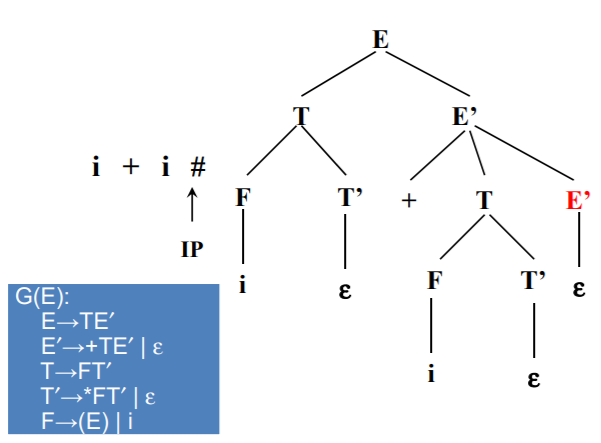 E
T E’
i + i #
F T’ + T E’
IP
i ε F T’ ε
i ε
G(E):
E→TE′
E′→+TE′ | ε
T→FT′
T′→*FT′ | ε
F→(E) | i